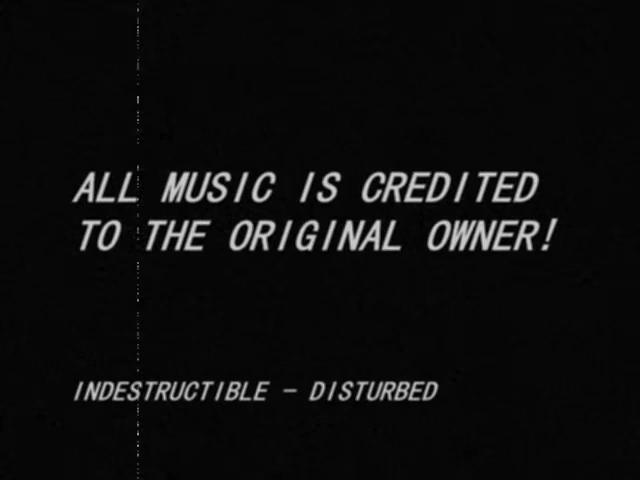 ALL MUSIC IS CREDITED
TO THE ORIGINAL OWNER!
INDESTRUCTIBLE - DISTURBED